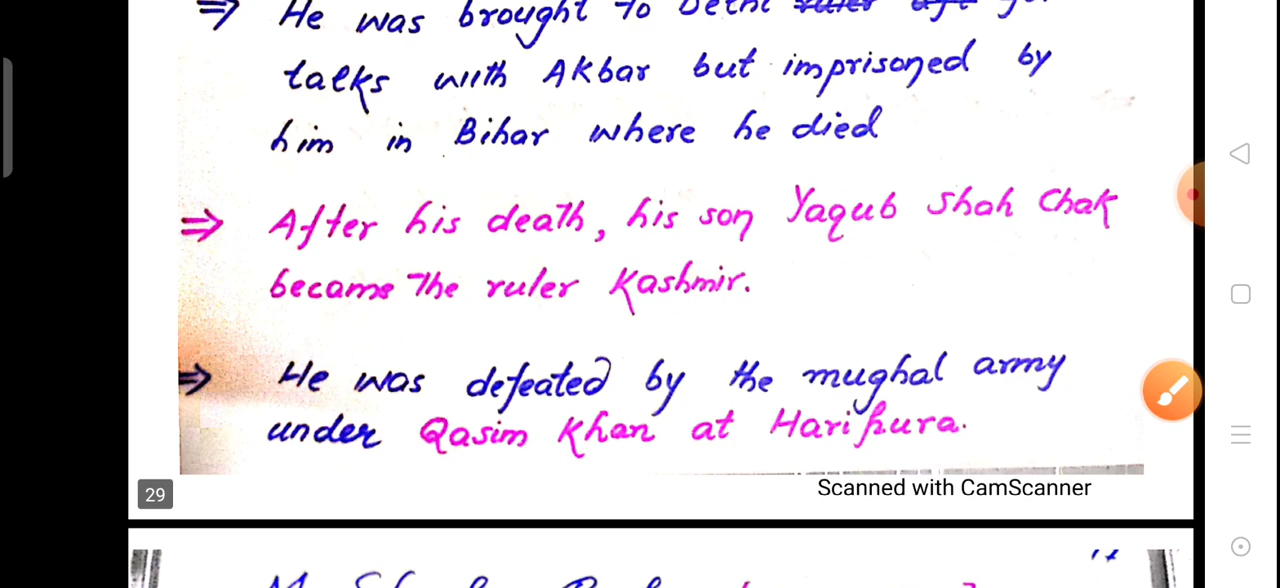 ⇒ He was brought to Delhi for
talks with Akbar but imprisoned by
him in Bihar where he died
⇒ After his death, his son Yaqub Shah Chak
became The ruler Kashmir.
⇒ He was defeated by the mughal army
under Qasim Khan at Haripura.
29
Scanned with CamScanner